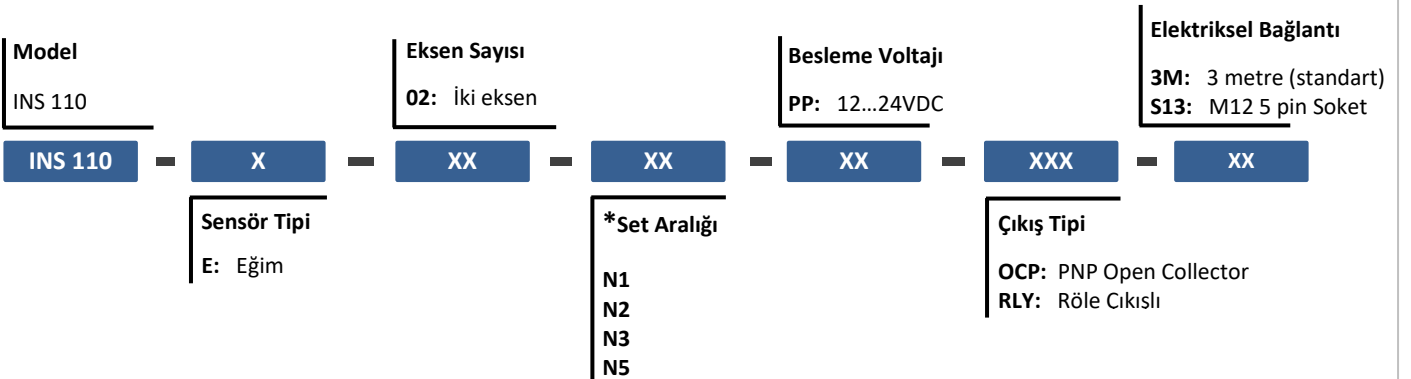 Model
INS 110
Eksen Sayısı
02: İki eksen
Besleme Voltajı
PP: 12...24VDC
Elektriksel Bağlantı
3M: 3 metre (standart)
S13: M12 5 pin Soket
INS 110 – X – XX – XX – XX – XXX – XX
Sensör Tipi
E: Eğim
*Set Aralığı
N1
N2
N3
N5
Çıkış Tipi
OCP: PNP Open Collector
RLY: Röle Cıkıslı